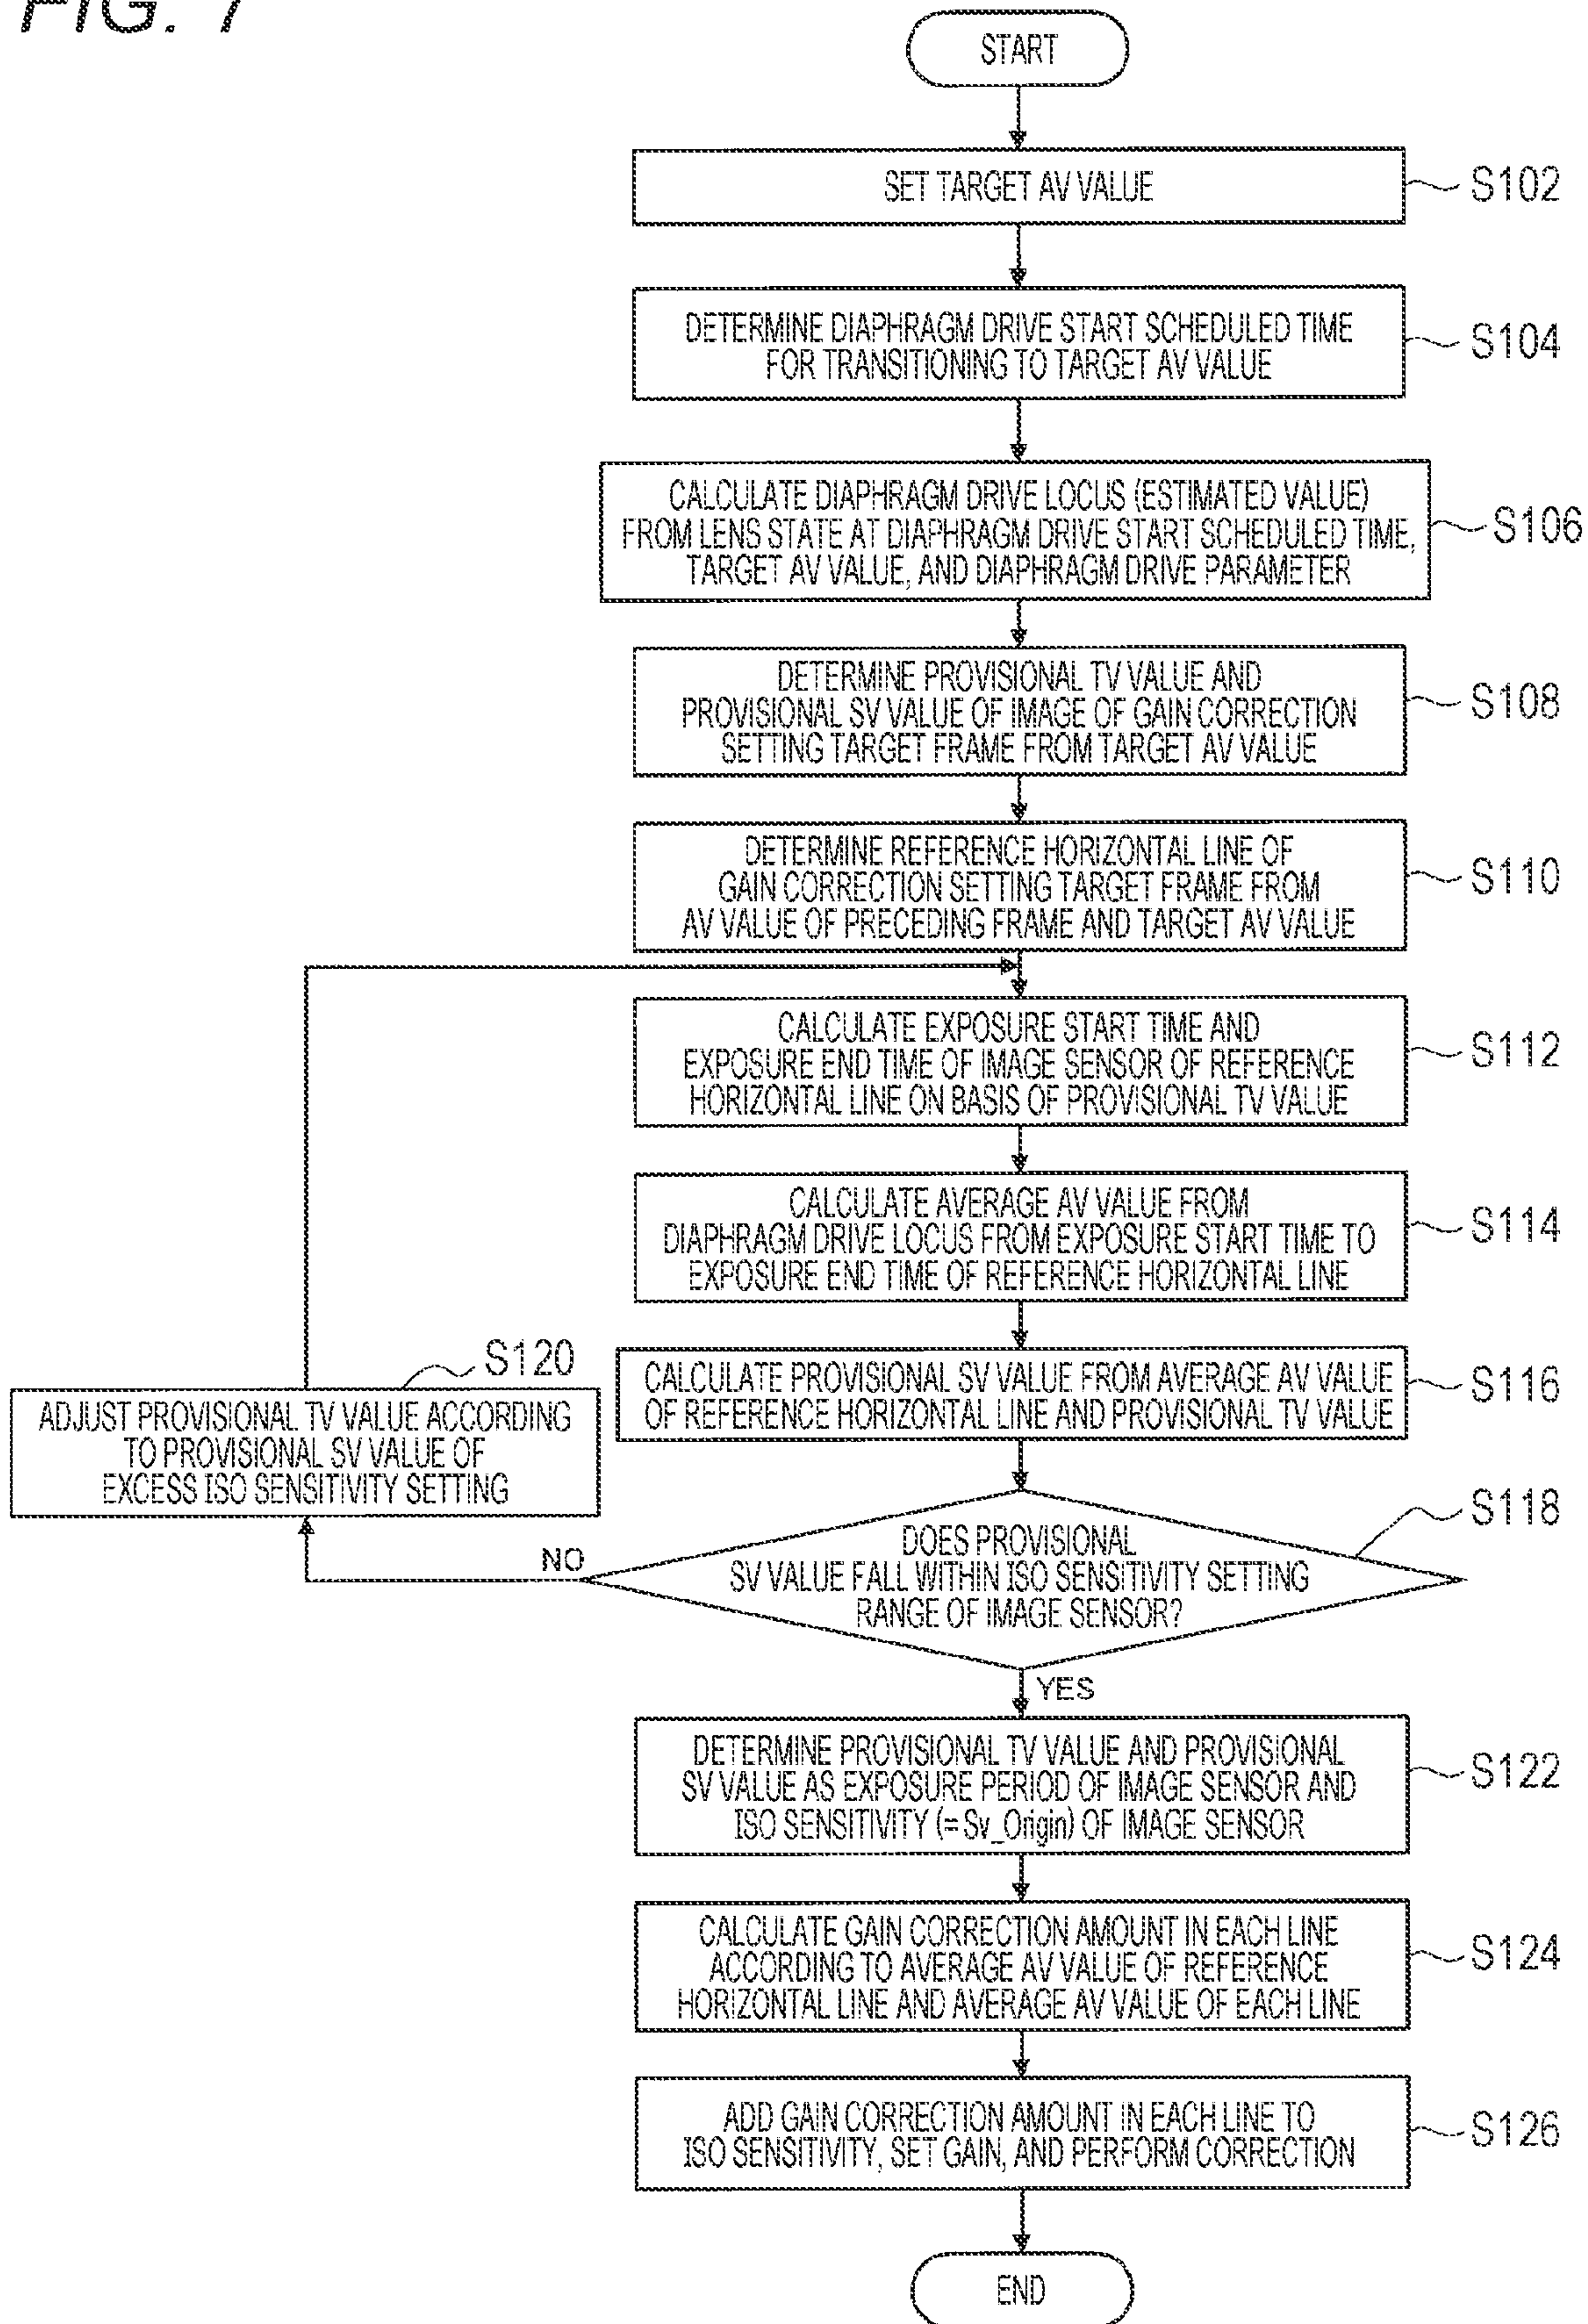 FIG. 7
START
SET TARGET AV VALUE
S102
DETERMINE DIAPHRAGM DRIVE START SCHEDULED TIME
FOR TRANSITIONING TO TARGET AV VALUE
S104
CALCULATE DIAPHRAGM DRIVE LOCUS (ESTIMATED VALUE)
FROM LENS STATE AT DIAPHRAGM DRIVE START SCHEDULED TIME,
TARGET AV VALUE, AND DIAPHRAGM DRIVE PARAMETER
S106
DETERMINE PROVISIONAL TV VALUE AND
PROVISIONAL SV VALUE OF IMAGE OF GAIN CORRECTION
SETTING TARGET FRAME FROM TARGET AV VALUE
S108
DETERMINE REFERENCE HORIZONTAL LINE OF
GAIN CORRECTION SETTING TARGET FRAME FROM
AV VALUE OF PRECEDING FRAME AND TARGET AV VALUE
S110
CALCULATE EXPOSURE START TIME AND
EXPOSURE END TIME OF IMAGE SENSOR OF REFERENCE
HORIZONTAL LINE ON BASIS OF PROVISIONAL TV VALUE
S112
CALCULATE AVERAGE AV VALUE FROM
DIAPHRAGM DRIVE LOCUS FROM EXPOSURE START TIME TO
EXPOSURE END TIME OF REFERENCE HORIZONTAL LINE
S114
CALCULATE PROVISIONAL SV VALUE FROM AVERAGE AV VALUE
OF REFERENCE HORIZONTAL LINE AND PROVISIONAL TV VALUE
S116
S120
ADJUST PROVISIONAL TV VALUE ACCORDING
TO PROVISIONAL SV VALUE OF
EXCESS ISO SENSITIVITY SETTING
DOES PROVISIONAL
SV VALUE FALL WITHIN ISO SENSITIVITY SETTING
RANGE OF IMAGE SENSOR?
S118
NO
YES
DETERMINE PROVISIONAL TV VALUE AND PROVISIONAL
SV VALUE AS EXPOSURE PERIOD OF IMAGE SENSOR AND
ISO SENSITIVITY (= Sv_Origin) OF IMAGE SENSOR
S122
CALCULATE GAIN CORRECTION AMOUNT IN EACH LINE
ACCORDING TO AVERAGE AV VALUE OF REFERENCE
HORIZONTAL LINE AND AVERAGE AV VALUE OF EACH LINE
S124
ADD GAIN CORRECTION AMOUNT IN EACH LINE TO
ISO SENSITIVITY, SET GAIN, AND PERFORM CORRECTION
S126
END